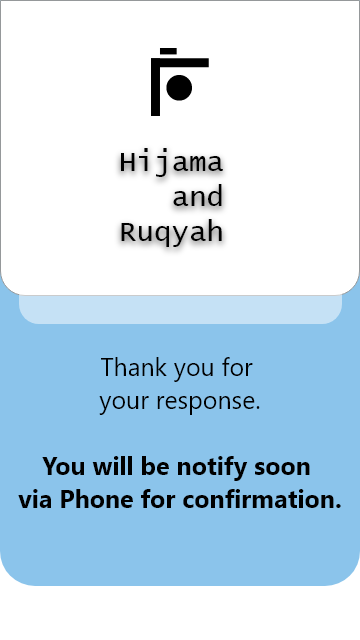 Hijama
and
Ruqyah
Thank you for
your response.
You will be notify soon
via Phone for confirmation.